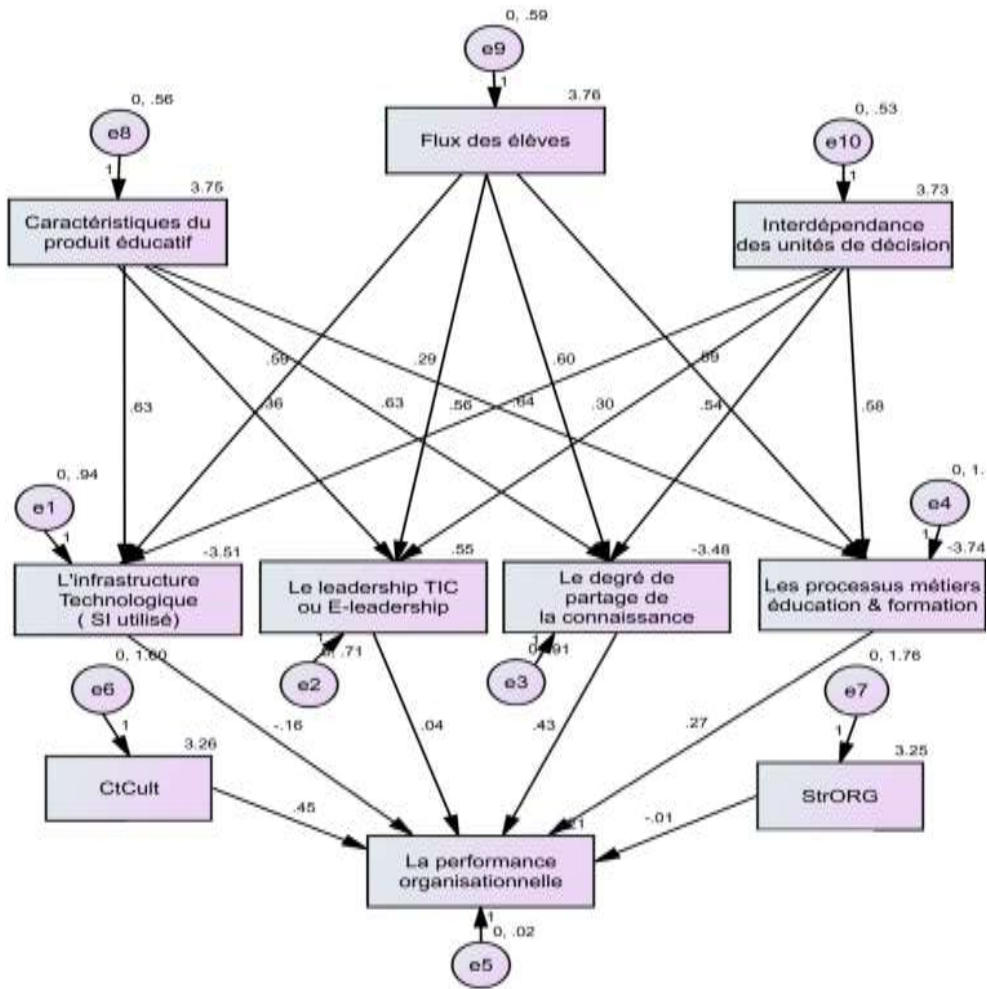 0, .59
e9
1
3.76
Flux des élèves
0, .56
e8
1
3.75
Caractéristiques du
produit éducatif
0, .53
e10
1
3.73
Interdépendance
des unités de décision
.59
.29
.60
.63
.36
.63
.56
.64
.30
.54
.58
0, .94
e1
1
-3.51
L'infrastructure
Technologique
( SI utilisé)
.55
Le leadership TIC
ou E-leadership
-3.48
Le degré de
partage de
la connaissance
0, 1.
e4
1
-3.74
Les processus métiers
éducation & formation
1
.71
e2
1
.91
e3
0, 1.60
e6
1
3.26
CtCult
0, 1.76
e7
1
3.25
StrORG
-.16
.04
.43
.27
.45
-.01
La performance
organisationnelle
1
0, .02
e5